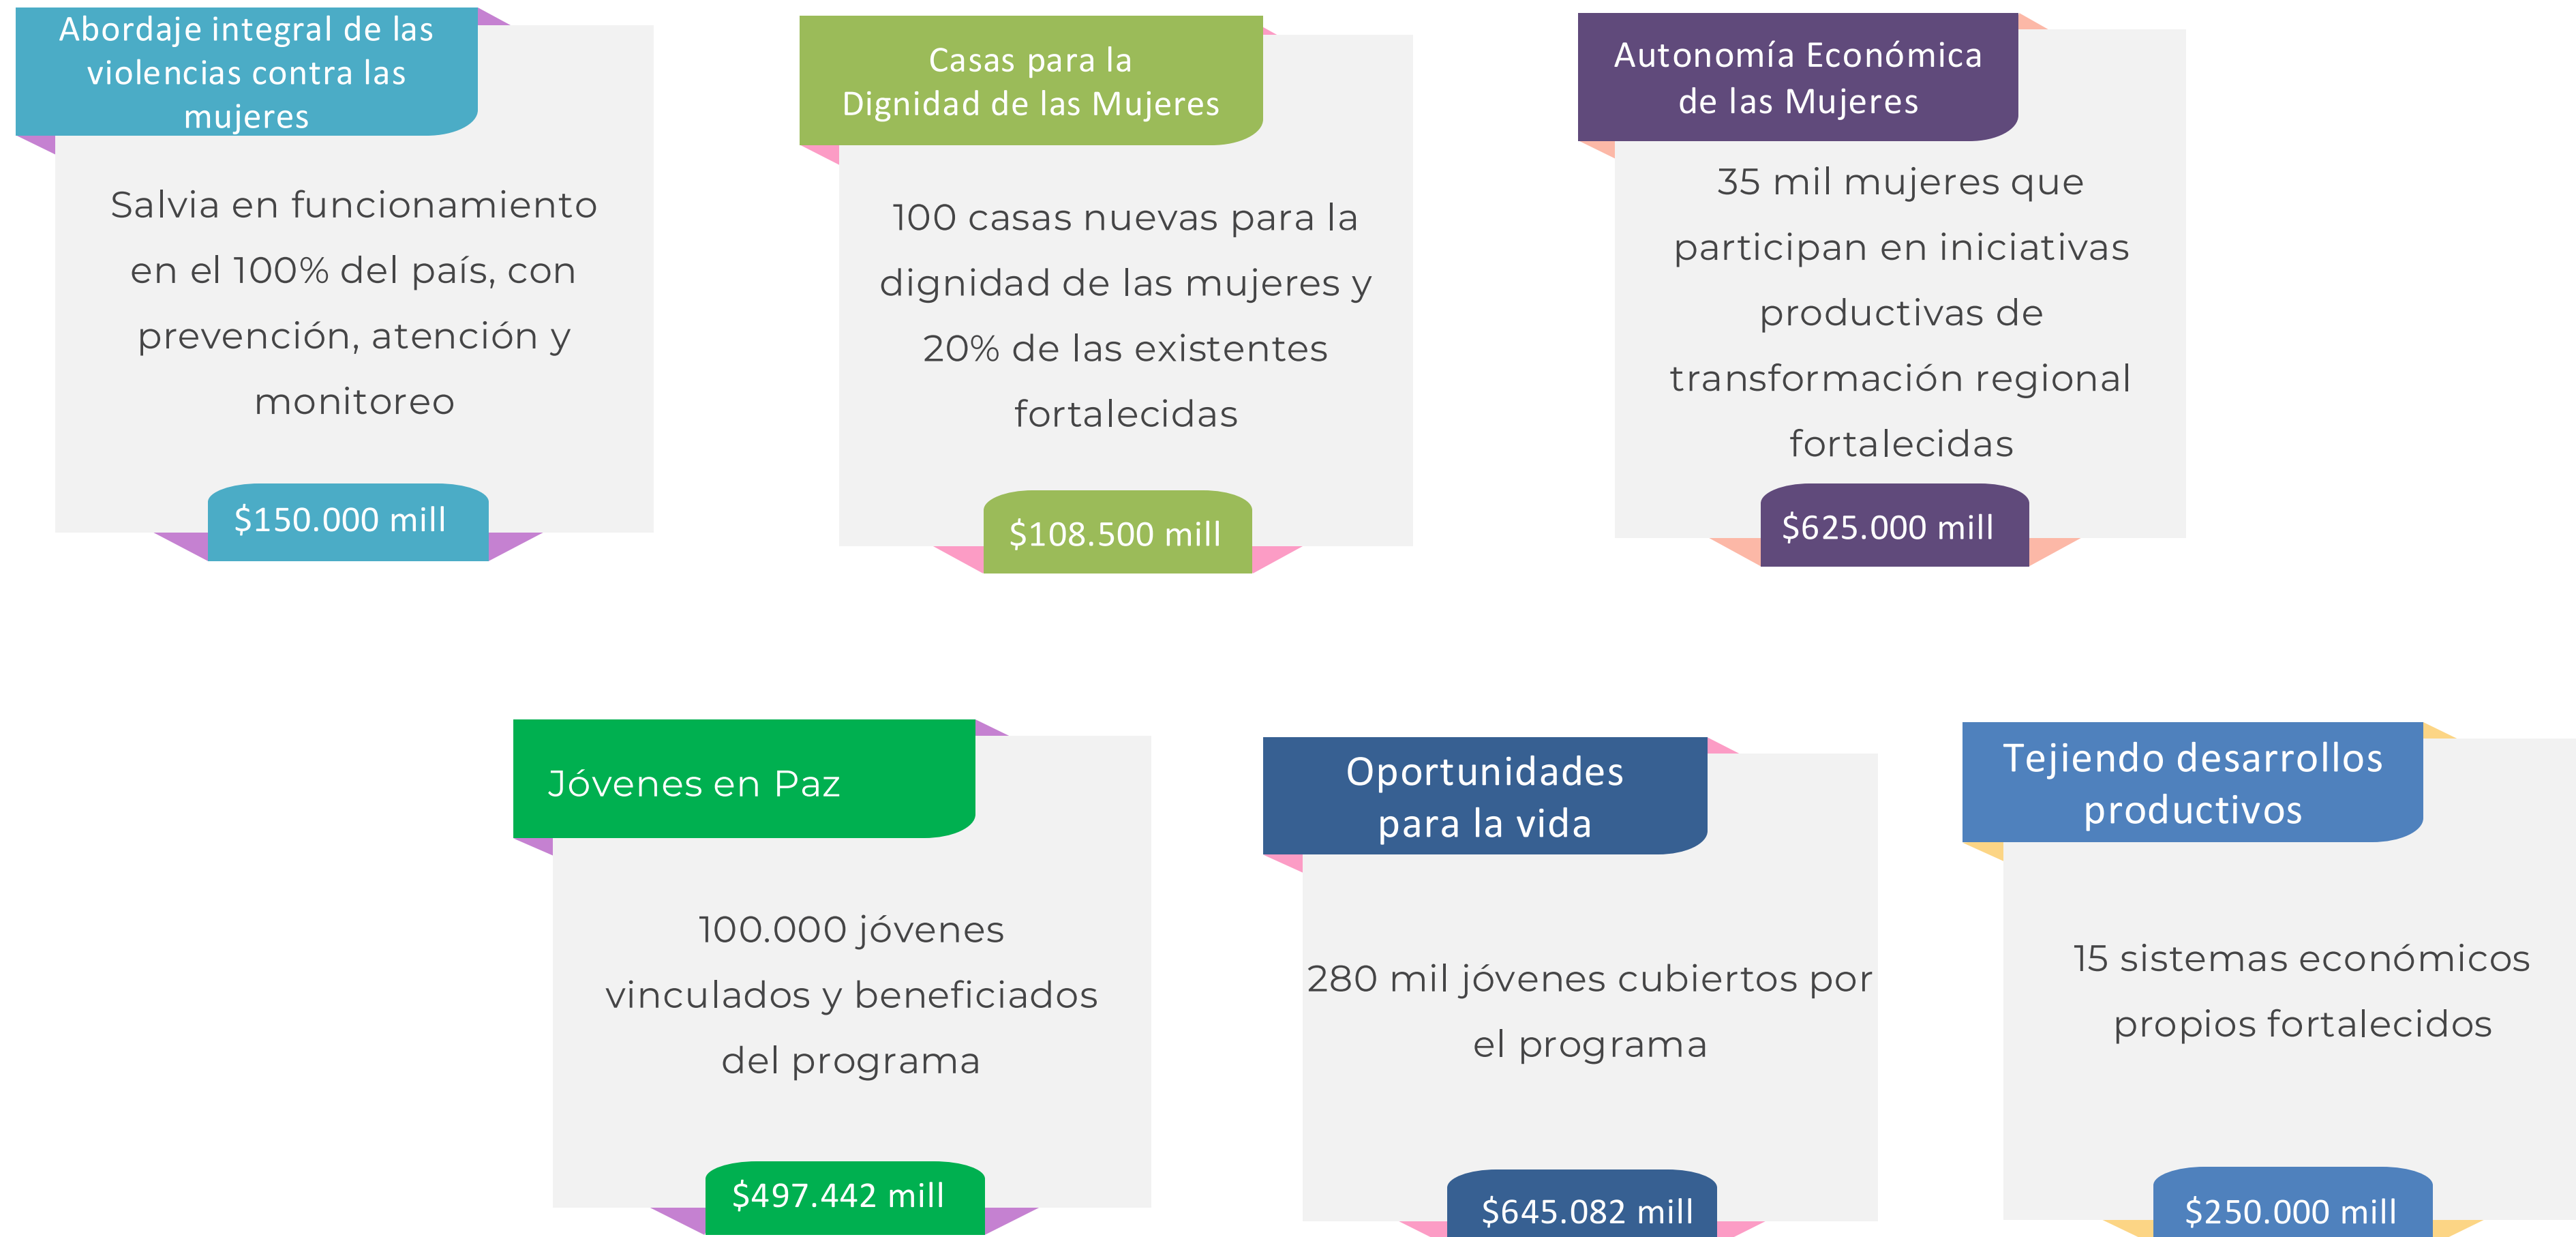 Abordaje integral de las
violencias contra las
mujeres
Salvia en funcionamiento
en el 100% del país, con
prevención, atención y
monitoreo
$150.000 mill
Casas para la
Dignidad de las Mujeres
100 casas nuevas para la
dignidad de las mujeres y
20% de las existentes
fortalecidas
$108.500 mill
Autonomía Económica
de las Mujeres
35 mil mujeres que
participan en iniciativas
productivas de
transformación regional
fortalecidas
$625.000 mill
Jóvenes en Paz
100.000 jóvenes
vinculados y beneficiados
del programa
$497.442 mill
Oportunidades
para la vida
280 mil jóvenes cubiertos por
el programa
$645.082 mill
Tejiendo desarrollos
productivos
15 sistemas económicos
propios fortalecidos
$250.000 mill